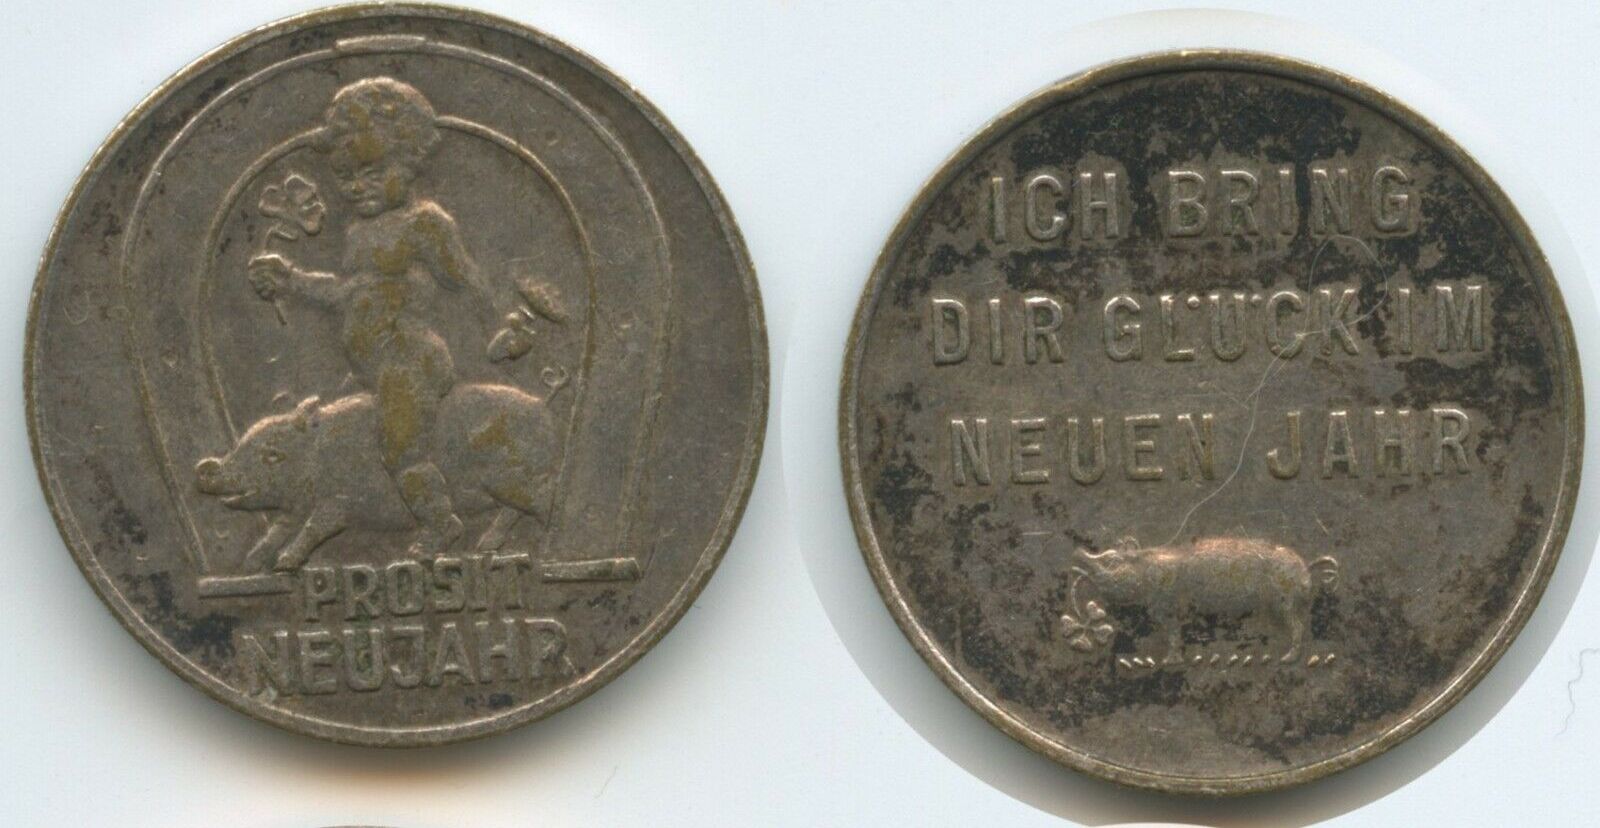 PROSIT
NEUJAHR
ICH BRING
DIR GLÜCK IM
NEUEN JAHR